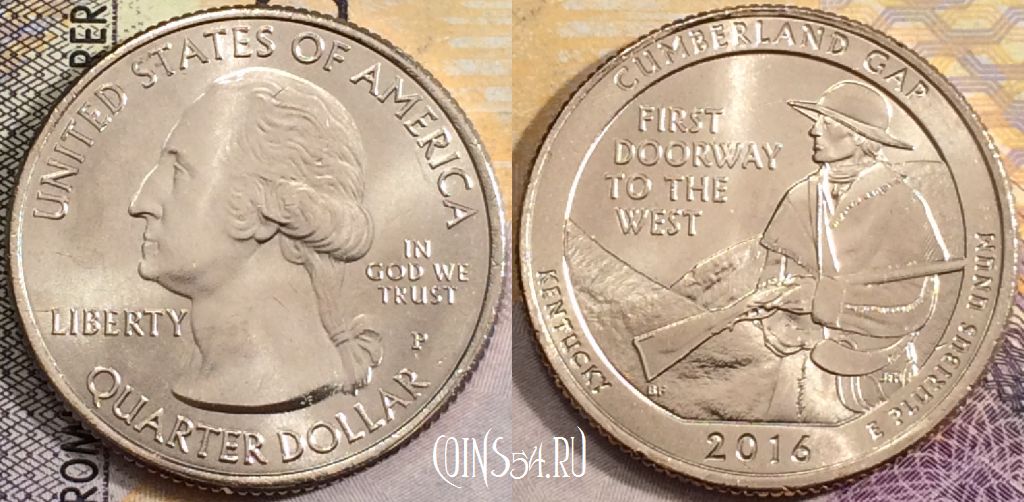 UNITED STATES OF AMERICA
IN
GOD WE
TRUST
LIBERTY
P
QUARTER DOLLAR
CUMBERLAND GAP
FIRST
DOORWAY
TO THE
WEST
KENTUCKY
2016
E PLURIBUS UNUM
COINS54.RU